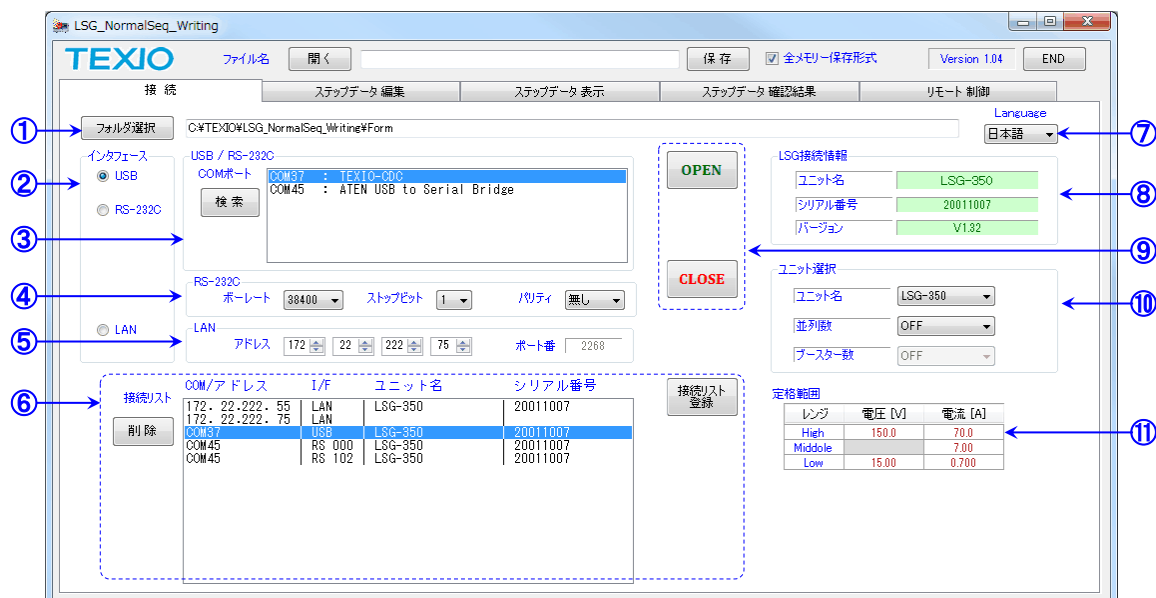 LSG_NormalSeq_Writing
TEXIO ファイル名 開く 保存 全メモリー保存形式 Version 1.04 END
接続 ステップデータ編集 ステップデータ表示 ステップデータ確認結果 リモート制御
Language
① フォルダ選択 C:¥TEXIO¥LSG_NormalSeq_Writing¥Form 日本語 ⑦
インタフェース USB / RS-232C OPEN LSG接続情報
② USB COMポート COM37 : TEXIO-CDC ユニット名 LSG-350 ⑧
COM45 : ATEN USB to Serial Bridge
RS-232C 検索 シリアル番号 20011007
バージョン V1.32
③ ⑨
CLOSE ユニット選択
RS-232C
④ ボーレート 38400 ストップビット 1 パリティ 無し ユニット名 LSG-350 ⑩
並列数 OFF
LAN LAN
⑤ アドレス 172 22 222 75 ポート番 2268 ブースター数 OFF
COM/アドレス I/F ユニット名 シリアル番号
⑥ 接続リスト 接続リスト登録 定格範囲
172. 22.222. 55 LAN LSG-350 20011007
172. 22.222. 75 LAN
削除 COM37 USB LSG-350 20011007
COM45 RS 000 LSG-350 20011007
COM45 RS 102 LSG-350 20011007
レンジ 電圧 [V] 電流 [A]
High 150.0 70.0 ⑪
Middole 7.00
Low 15.00 0.700